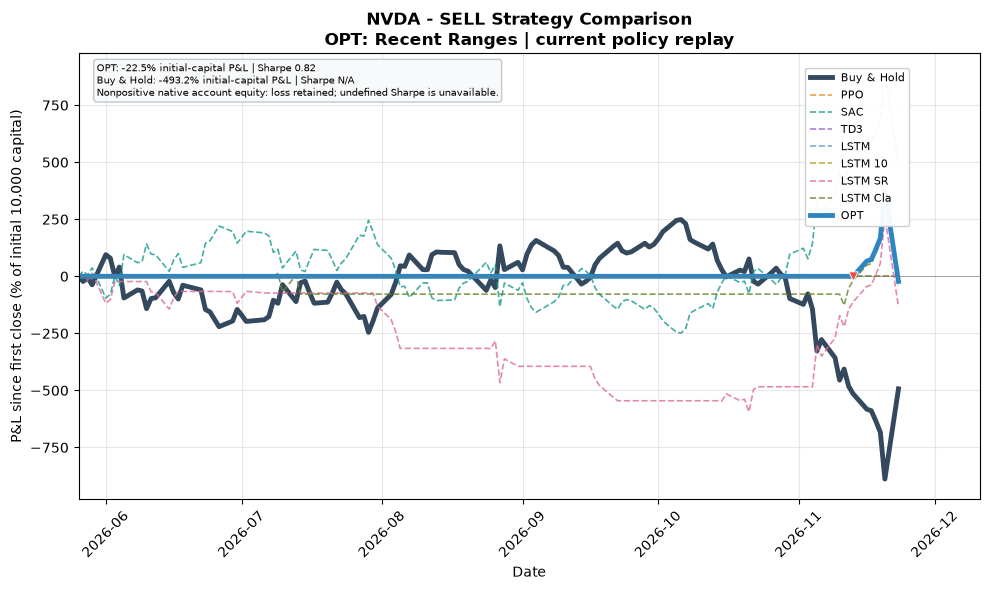 NVDA - SELL Strategy Comparison
OPT: Recent Ranges | current policy replay
OPT: -22.5% initial-capital P&L | Sharpe 0.82
Buy & Hold: -493.2% initial-capital P&L | Sharpe N/A
Nonpositive native account equity: loss retained; undefined Sharpe is unavailable.
Buy & Hold
PPO
SAC
TD3
LSTM
LSTM 10
LSTM SR
LSTM Cla
OPT
P&L since first close (% of initial 10,000 capital)
750
500
250
0
−250
−500
−750
2026-06
2026-07
2026-08
2026-09
2026-10
2026-11
2026-12
Date